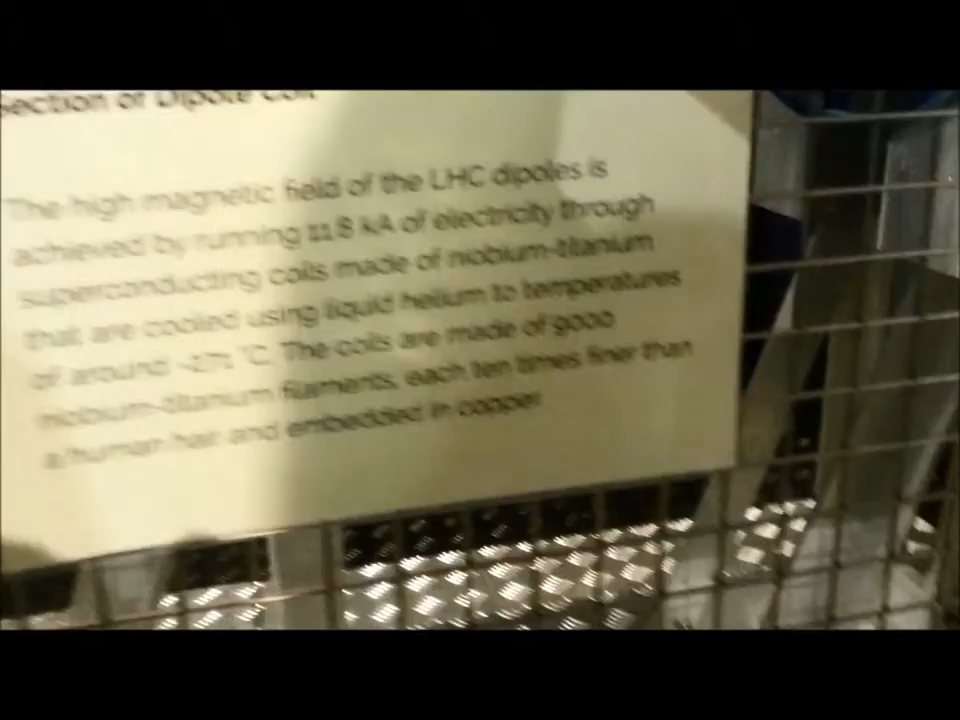 Section of Dipole Coil
The high magnetic field of the LHC dipoles is
achieved by running 11.8 kA of electricity through
superconducting coils made of niobium-titanium
that are cooled using liquid helium to temperatures
of around -271 °C. The coils are made of 9000
niobium-titanium filaments, each ten times finer than
a human hair and embedded in copper.